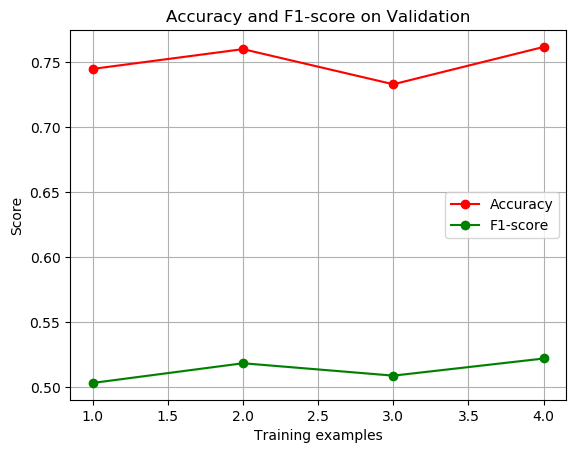 Accuracy and F1-score on Validation
Score
0.75
0.70
0.65
0.60
0.55
0.50
Accuracy
F1-score
1.0 1.5 2.0 2.5 3.0 3.5 4.0
Training examples